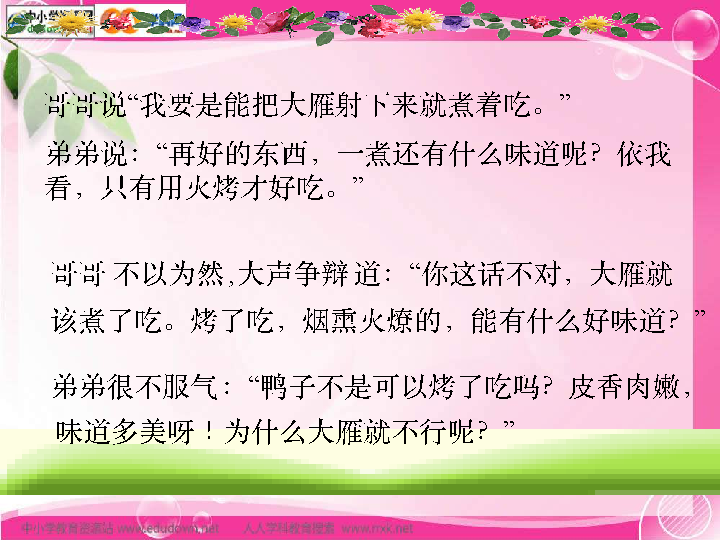 中小学
哥哥说“我要是能把大雁射下来就煮着吃。”
弟弟说：“再好的东西，一煮还有什么味道呢？依我
看，只有用火烤才好吃。”
哥哥不以为然,大声争辩道：“你这话不对，大雁就
该煮了吃。烤了吃，烟熏火燎的，能有什么好味道？”
弟弟很不服气：“鸭子不是可以烤了吃吗？皮香肉嫩，
味道多美呀！为什么大雁就不行呢？”
中小学教育资源站 www.edudown.net 人人学科教育搜索 www.rrxk.net